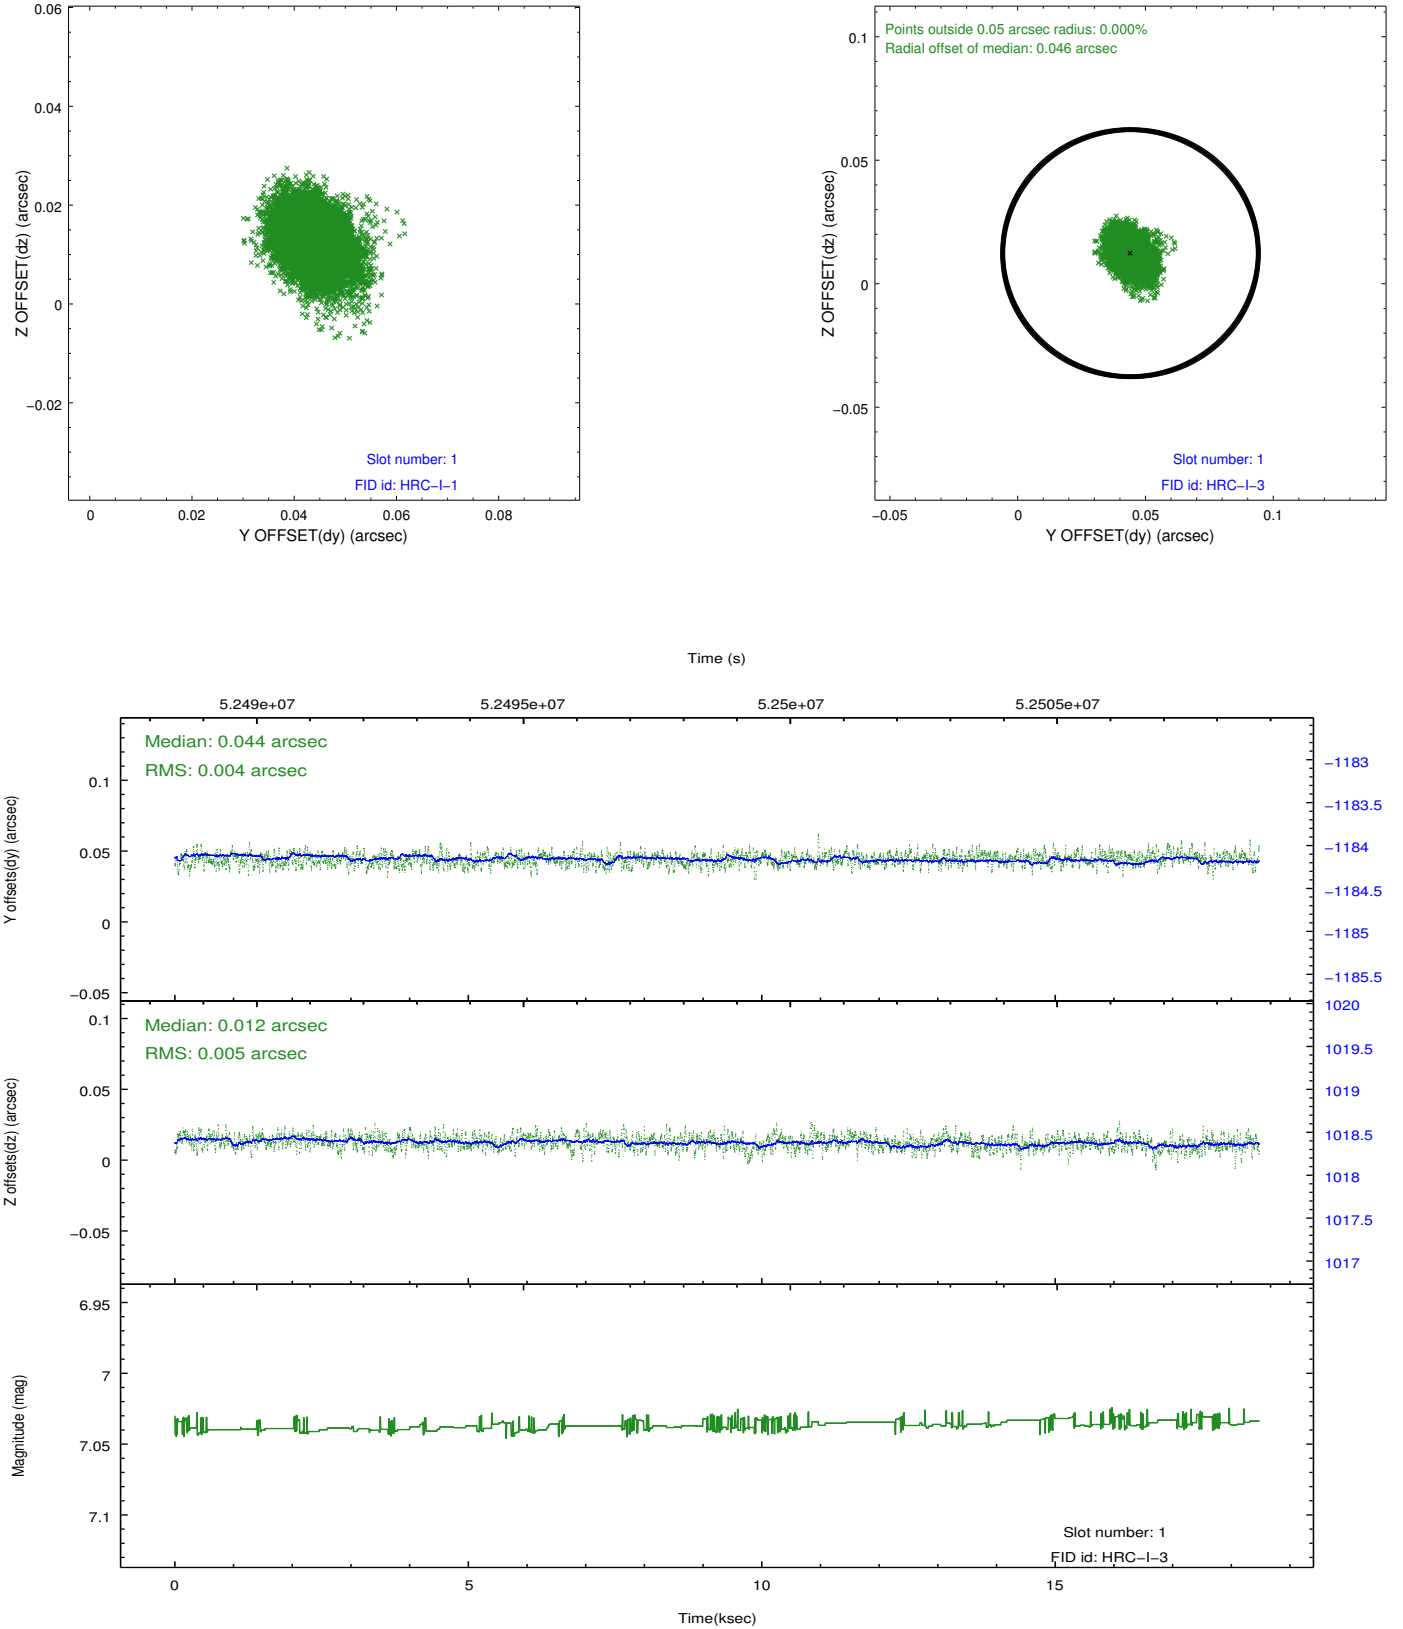 0.06
0.04
0.02
0
−0.02
Z OFFSET(dz) (arcsec)
Slot number: 1
FID id: HRC−I−1
0 0.02 0.04 0.06 0.08
Y OFFSET(dy) (arcsec)
Points outside 0.05 arcsec radius: 0.000%
Radial offset of median: 0.046 arcsec
0.1
0.05
0
−0.05
Z OFFSET(dz) (arcsec)
Slot number: 1
FID id: HRC−I−3
−0.05 0 0.05 0.1
Y OFFSET(dy) (arcsec)
Time (s)
5.249e+07 5.2495e+07 5.25e+07 5.2505e+07
Median: 0.044 arcsec
RMS: 0.004 arcsec
0.1
0.05
0
−0.05
Y offsets(dy) (arcsec)
−1183
−1183.5
−1184
−1184.5
−1185
−1185.5
Median: 0.012 arcsec
RMS: 0.005 arcsec
0.1
0.05
0
−0.05
Z offsets(dz) (arcsec)
1020
1019.5
1019
1018.5
1018
1017.5
1017
6.95
7
7.05
7.1
Magnitude (mag)
Slot number: 1
FID id: HRC−I−3
0 5 10 15
Time(ksec)